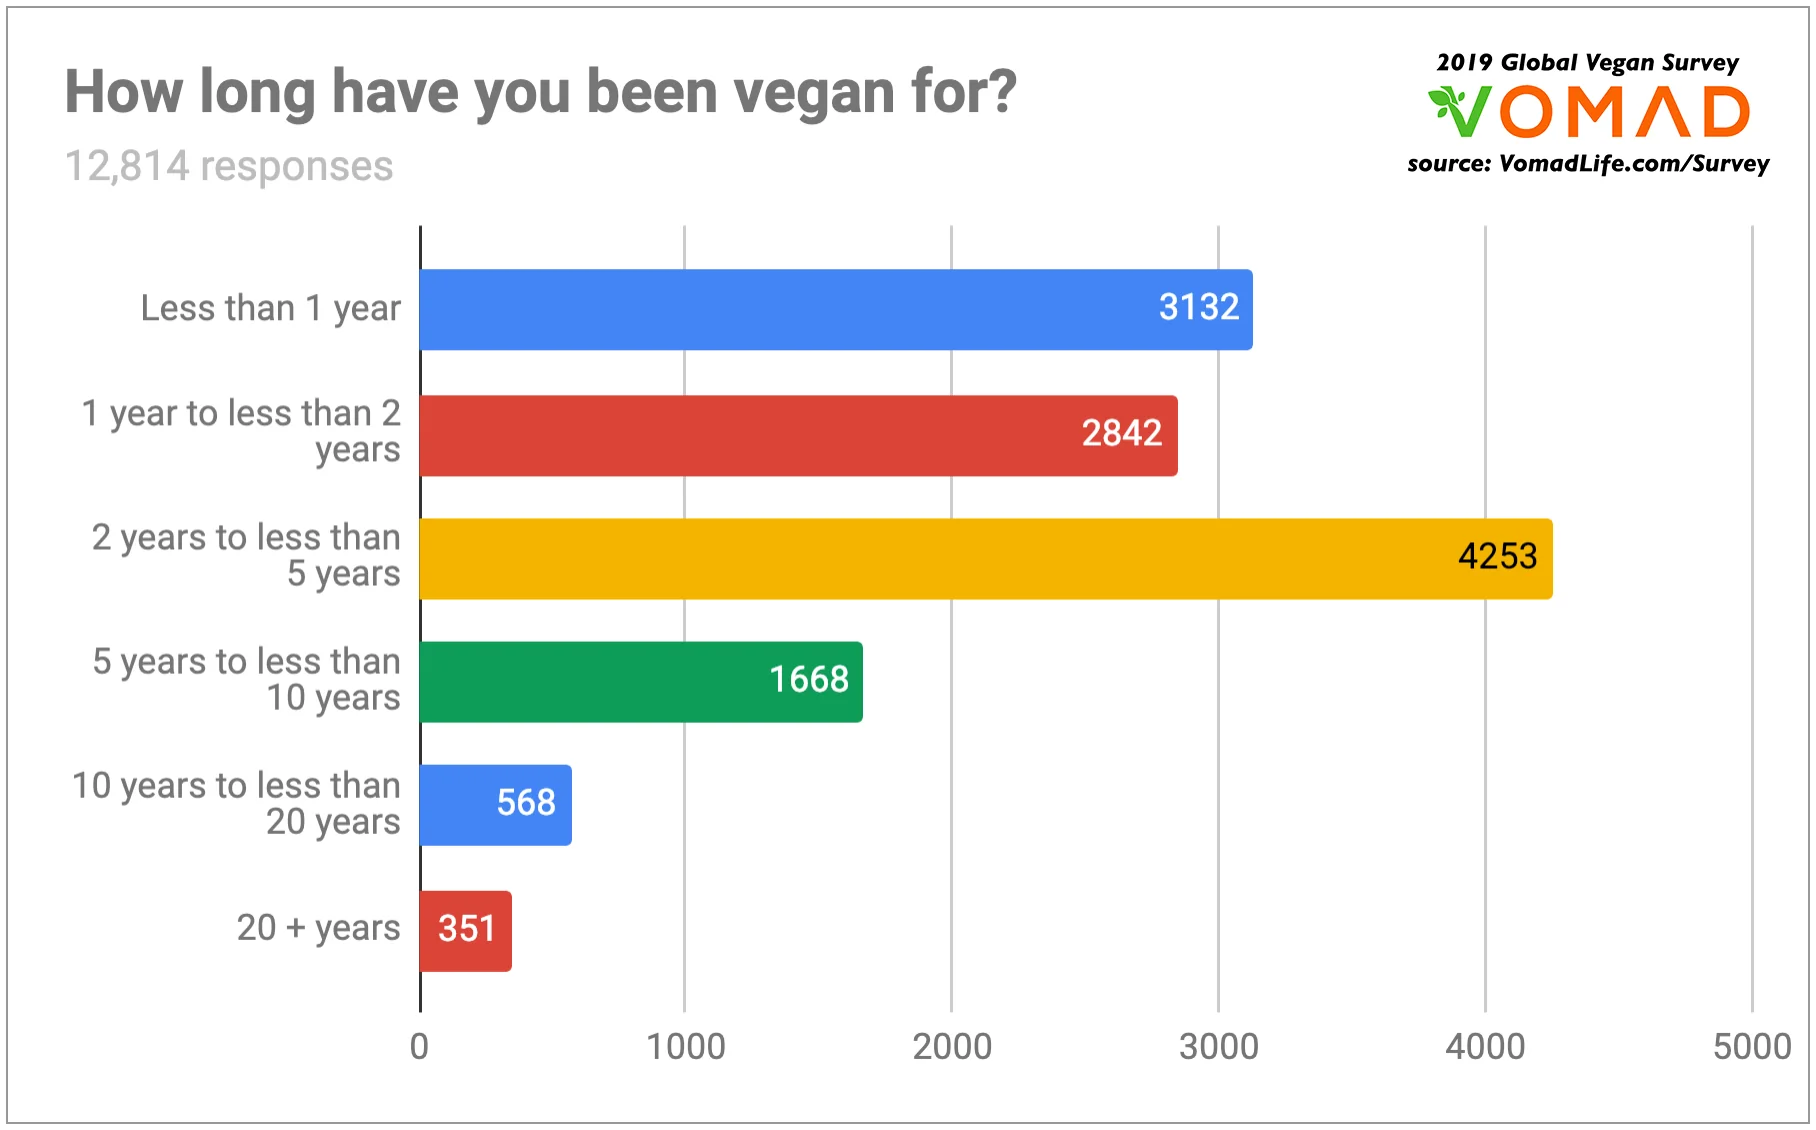 How long have you been vegan for?
12,814 responses
2019 Global Vegan Survey
VOMAD
source: VomadLife.com/Survey
Less than 1 year
3132
1 year to less than 2
years
2842
2 years to less than
5 years
4253
5 years to less than
10 years
1668
10 years to less than
20 years
568
20 + years
351
0 1000 2000 3000 4000 5000